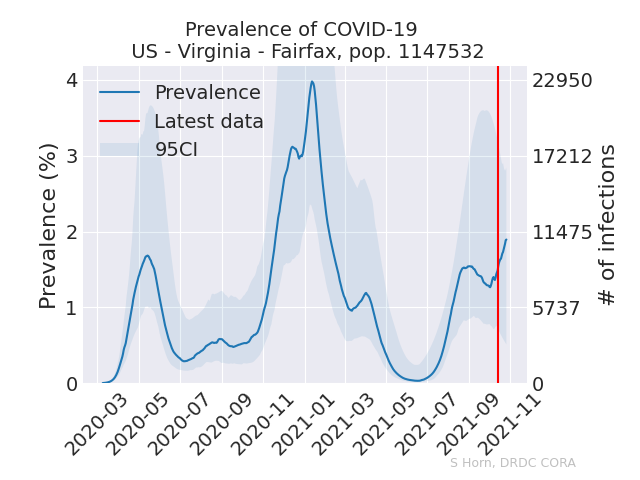 Prevalence of COVID-19
US - Virginia - Fairfax, pop. 1147532
Prevalence
Latest data
95CI
Prevalence (%)
4
3
2
1
0
22950
17212
11475
5737
0
# of infections
2020-03
2020-05
2020-07
2020-09
2020-11
2021-01
2021-03
2021-05
2021-07
2021-09
2021-11
S Horn, DRDC CORA